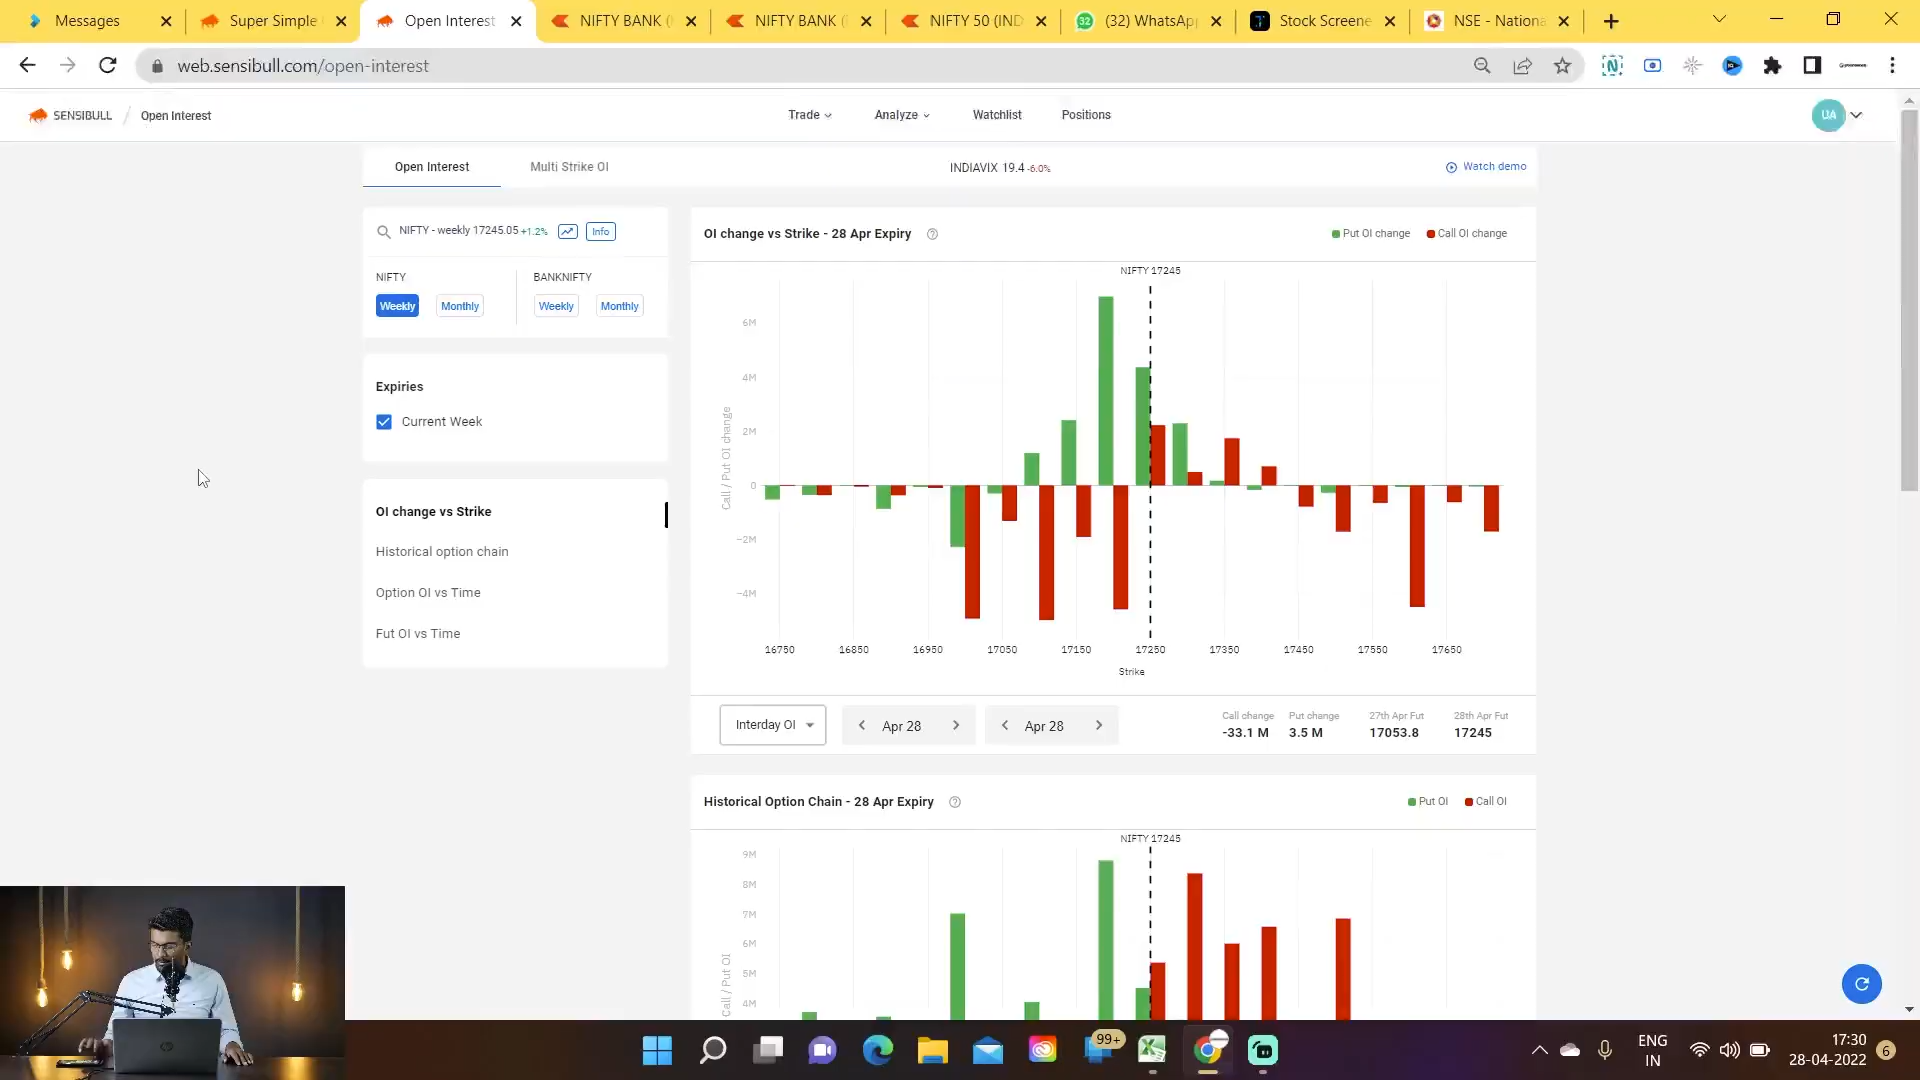 Messages
Super Simple
Open Interest
NIFTY BANK (
NIFTY BANK (
NIFTY 50 (IND
32
(32) WhatsApp
Stock Screene
NSE - Nationa
web.sensibull.com/open-interest
SENSIBULL / Open Interest
Trade
Analyze
Watchlist
Positions
UA
Open Interest
Multi Strike OI
INDIAVIX 19.4 -6.0%
Watch demo
NIFTY - weekly 17245.05 +1.2%
Info
NIFTY
BANKNIFTY
Weekly
Monthly
Weekly
Monthly
Expiries
Current Week
OI change vs Strike
Historical option chain
Option OI vs Time
Fut OI vs Time
OI change vs Strike - 28 Apr Expiry
Put OI change
Call OI change
NIFTY 17245
6M
4M
2M
0
−2M
−4M
Call / Put OI change
16750
16850
16950
17050
17150
17250
17350
17450
17550
17650
Strike
Interday OI
Apr 28
Apr 28
Call change
-33.1 M
Put change
3.5 M
27th Apr Fut
17053.8
28th Apr Fut
17245
Historical Option Chain - 28 Apr Expiry
Put OI
Call OI
NIFTY 17245
9M
8M
7M
6M
5M
4M
Call / Put OI
99+
ENG
IN
17:30
28-04-2022
6